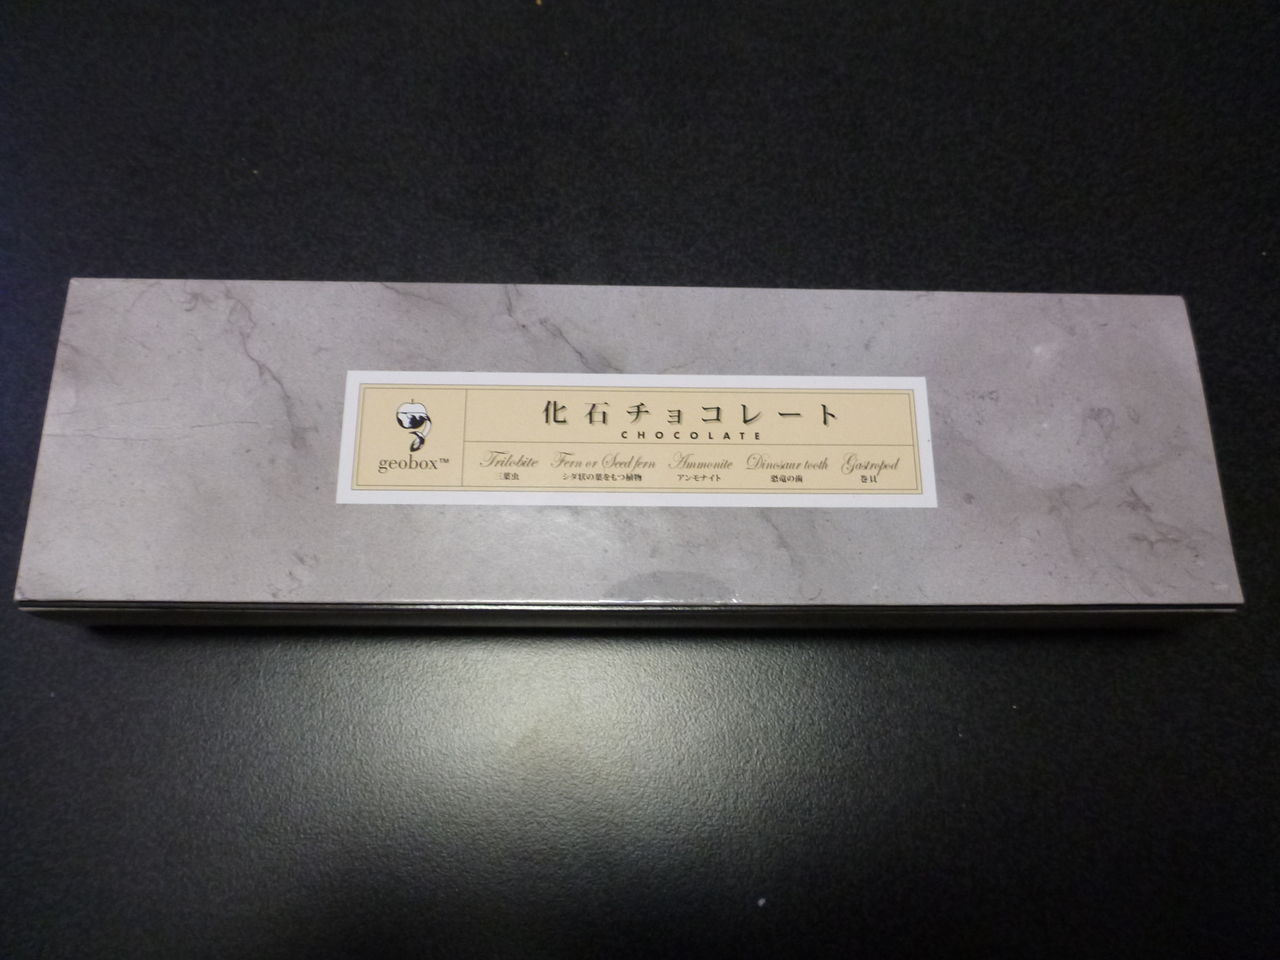 化石チョコレート
CHOCOLATE
geobox™
Trilobite Fern or Seed fern Ammonite Dinosaur tooth Gastropod
三葉虫 シダ状の葉をもつ植物 アンモナイト 恐竜の歯 巻貝